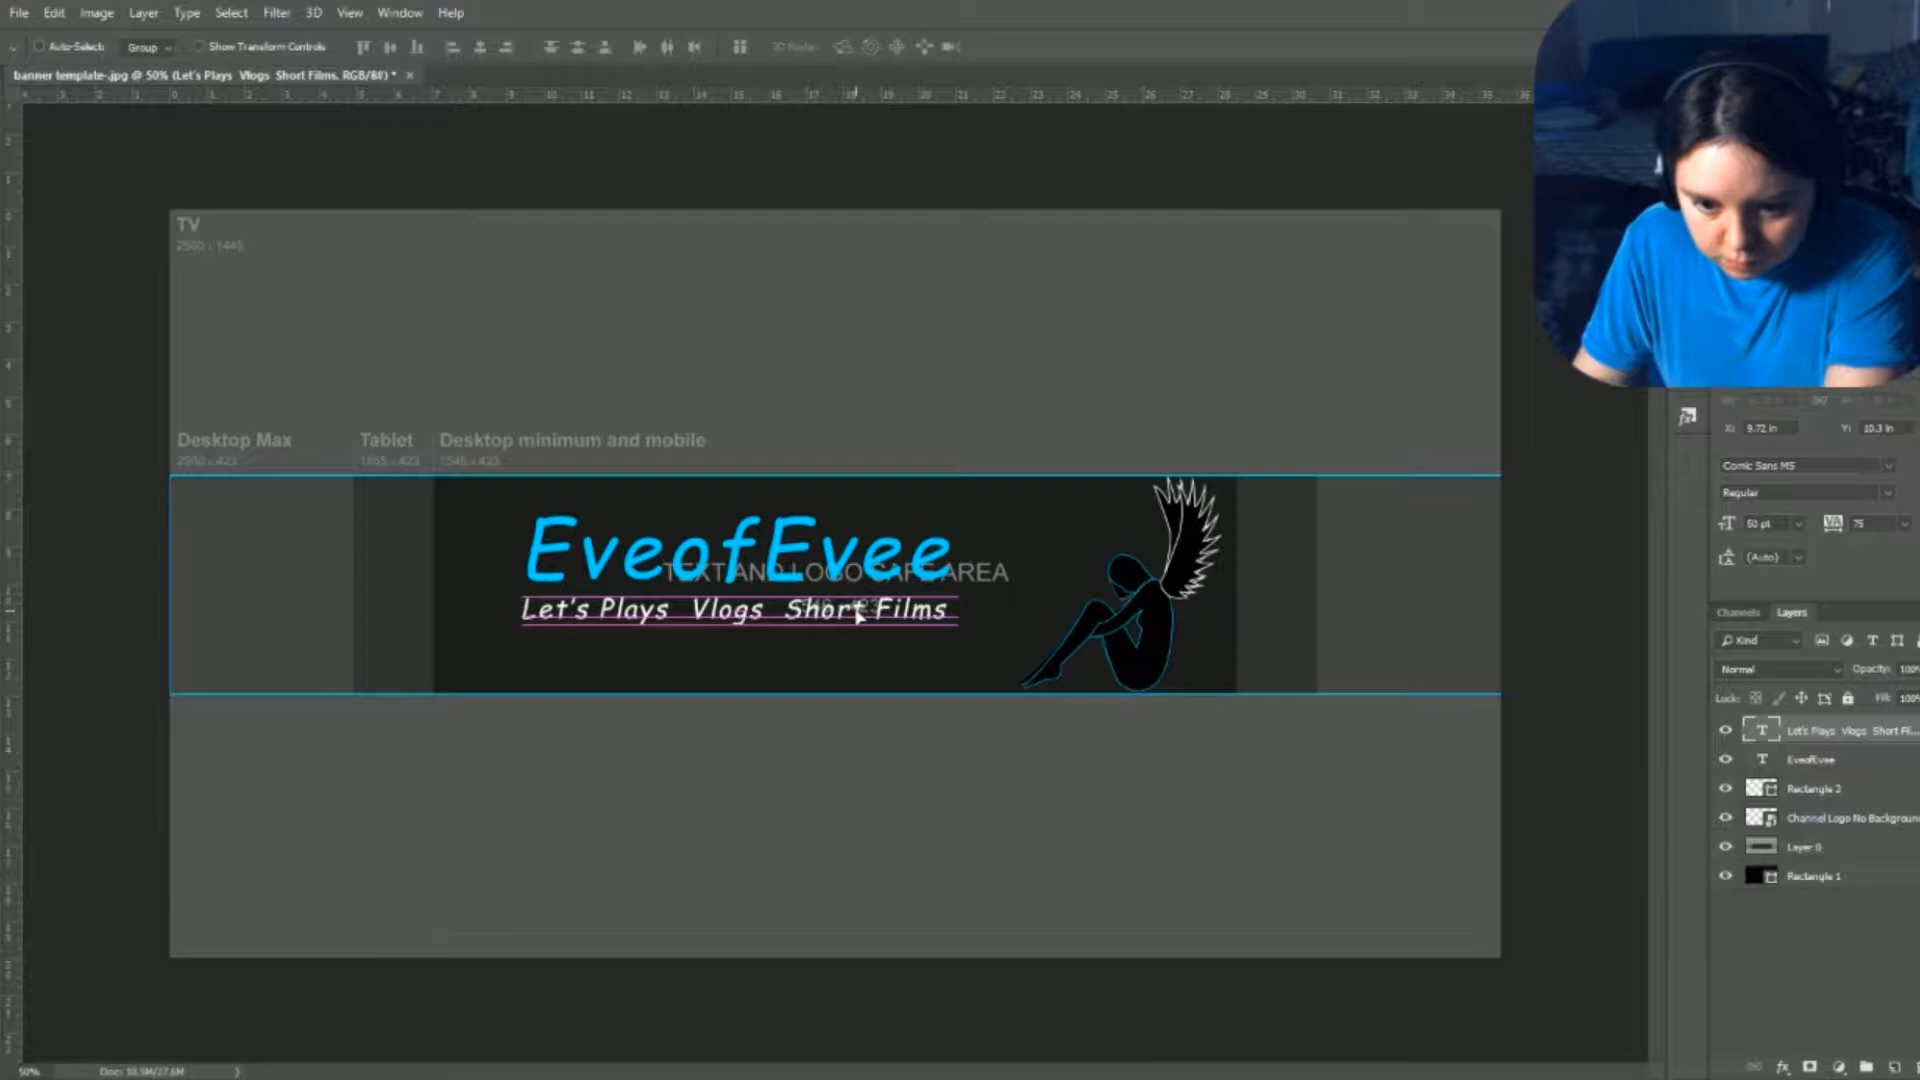 File Edit Image Layer Type Select Filter 3D View Window Help
Auto-Select: Group Show Transform Controls
banner template-.jpg @ 50% (Let's Plays Vlogs Short Films, RGB/8#) *
TV
2560 x 1440
Desktop Max Tablet Desktop minimum and mobile
2560 x 423 1855 x 423 1546 x 423
EveofEvee
TEXT AND LOGO SAFE AREA
Let's Plays Vlogs Short Films
X: 9.72 in Y: 10.3 in
Comic Sans MS
Regular
50 pt 75
(Auto)
Channels Layers
Kind
Normal Opacity: 100%
Lock: Fill: 100%
Let's Plays Vlogs Short Fil...
EveofEvee
Rectangle 2
Channel Logo No Background
Layer 0
Rectangle 1
50% Doc: 10.5M/27.6M